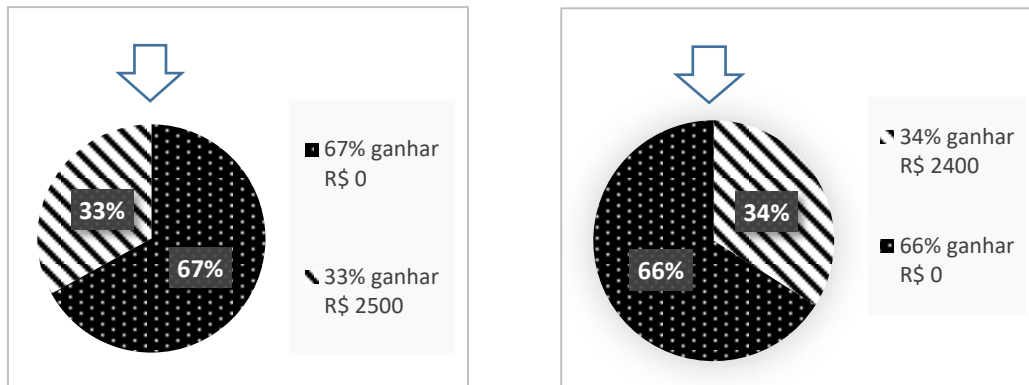 33%
67%
67% ganhar
R$ 0
33% ganhar
R$ 2500
34%
66%
34% ganhar
R$ 2400
66% ganhar
R$ 0